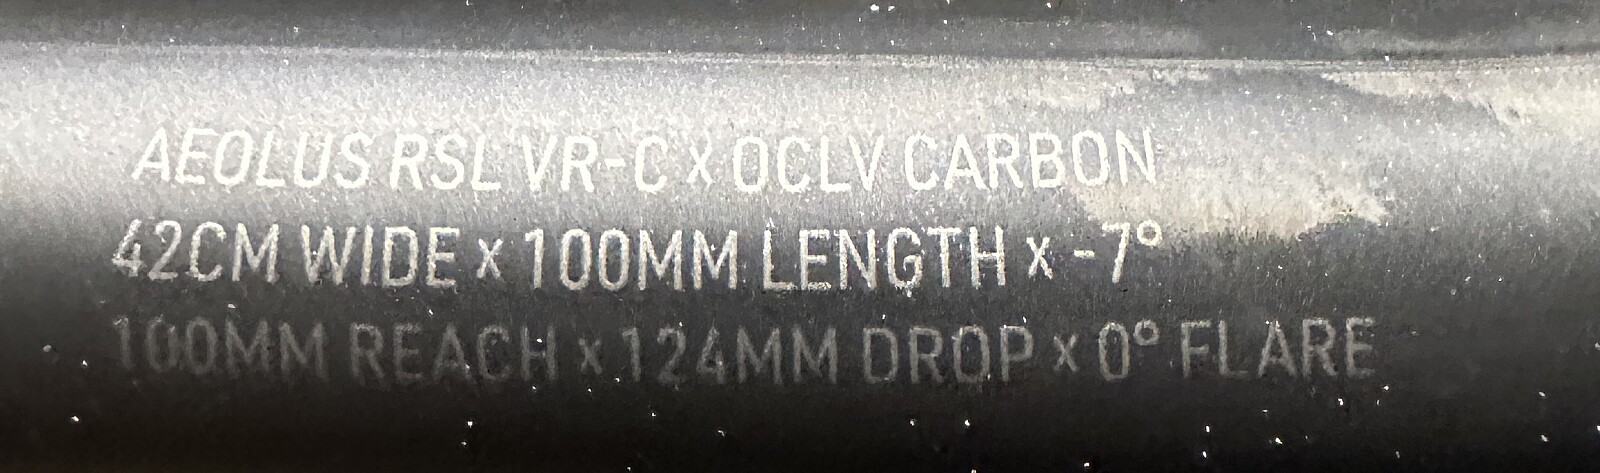 AEOLUS RSL VR-C x OCLV CARBON
42CM WIDE x 100MM LENGTH x -7°
100MM REACH x 124MM DROP x 0° FLARE